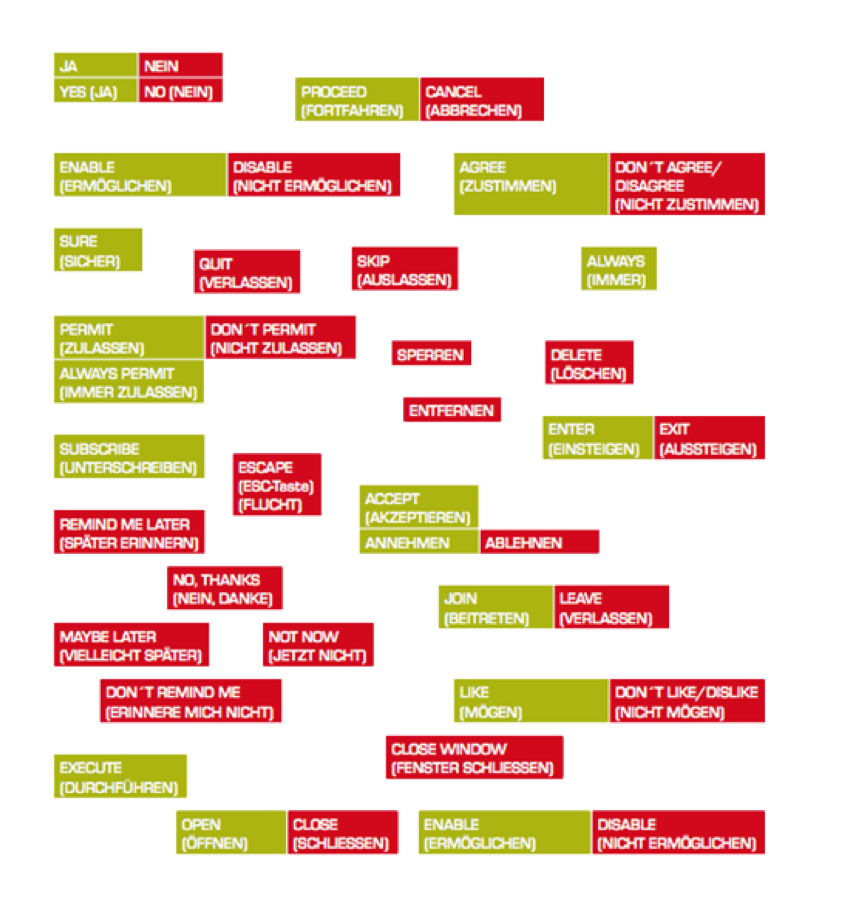 JA NEIN
YES (JA) NO (NEIN)
PROCEED CANCEL
(FORTFAHREN) (ABBRECHEN)
ENABLE DISABLE
(ERMÖGLICHEN) (NICHT ERMÖGLICHEN)
AGREE DON´T AGREE/
(ZUSTIMMEN) DISAGREE
(NICHT ZUSTIMMEN)
SURE
(SICHER)
QUIT
(VERLASSEN)
SKIP
(AUSLASSEN)
ALWAYS
(IMMER)
PERMIT DON´T PERMIT
(ZULASSEN) (NICHT ZULASSEN)
ALWAYS PERMIT
(IMMER ZULASSEN)
SPERREN
DELETE
(LÖSCHEN)
ENTFERNEN
ENTER EXIT
(EINSTEIGEN) (AUSSTEIGEN)
SUBSCRIBE
(UNTERSCHREIBEN)
ESCAPE
(ESC-Taste)
(FLUCHT)
ACCEPT
(AKZEPTIEREN)
ANNEHMEN ABLEHNEN
REMIND ME LATER
(SPÄTER ERINNERN)
NO, THANKS
(NEIN, DANKE)
JOIN LEAVE
(BEITRETEN) (VERLASSEN)
MAYBE LATER
(VIELLEICHT SPÄTER)
NOT NOW
(JETZT NICHT)
DON´T REMIND ME
(ERINNERE MICH NICHT)
LIKE DON´T LIKE/DISLIKE
(MÖGEN) (NICHT MÖGEN)
CLOSE WINDOW
(FENSTER SCHLIESSEN)
EXECUTE
(DURCHFÜHREN)
OPEN CLOSE
(ÖFFNEN) (SCHLIESSEN)
ENABLE DISABLE
(ERMÖGLICHEN) (NICHT ERMÖGLICHEN)